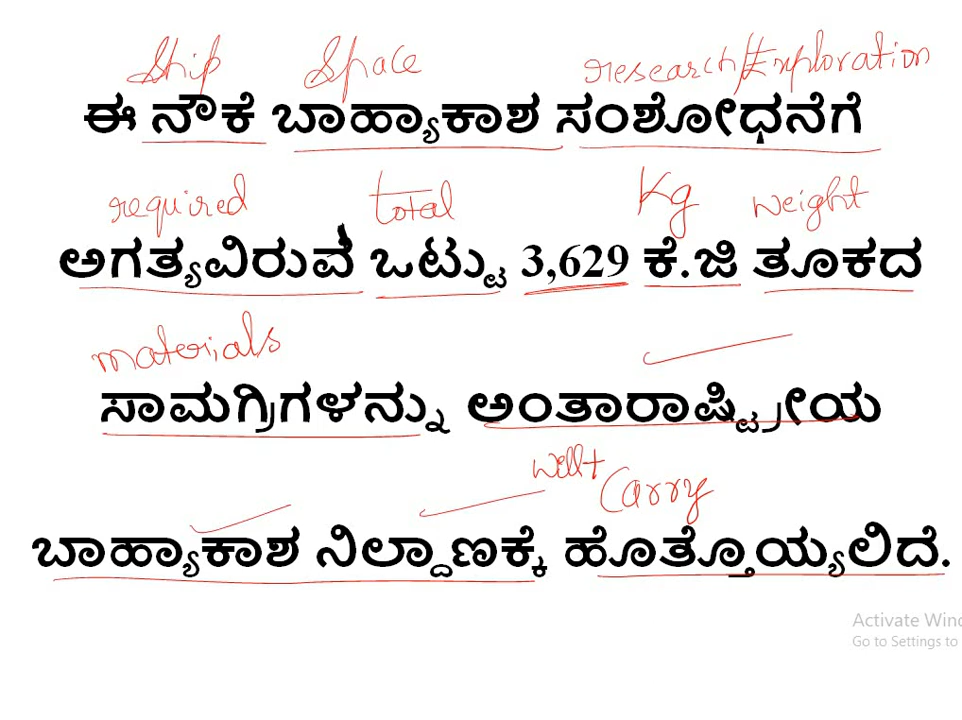 Ship Space research/Exploration
ಈ ನೌಕೆ ಬಾಹ್ಯಾಕಾಶ ಸಂಶೋಧನೆಗೆ
required total Kg weight
ಅಗತ್ಯವಿರುವ ಒಟ್ಟು 3,629 ಕೆ.ಜಿ ತೂಕದ
materials
ಸಾಮಗ್ರಿಗಳನ್ನು ಅಂತಾರಾಷ್ಟ್ರೀಯ
will+ Carry
ಬಾಹ್ಯಾಕಾಶ ನಿಲ್ದಾಣಕ್ಕೆ ಹೊತ್ತೊಯ್ಯಲಿದೆ.
Activate Wind
Go to Settings to